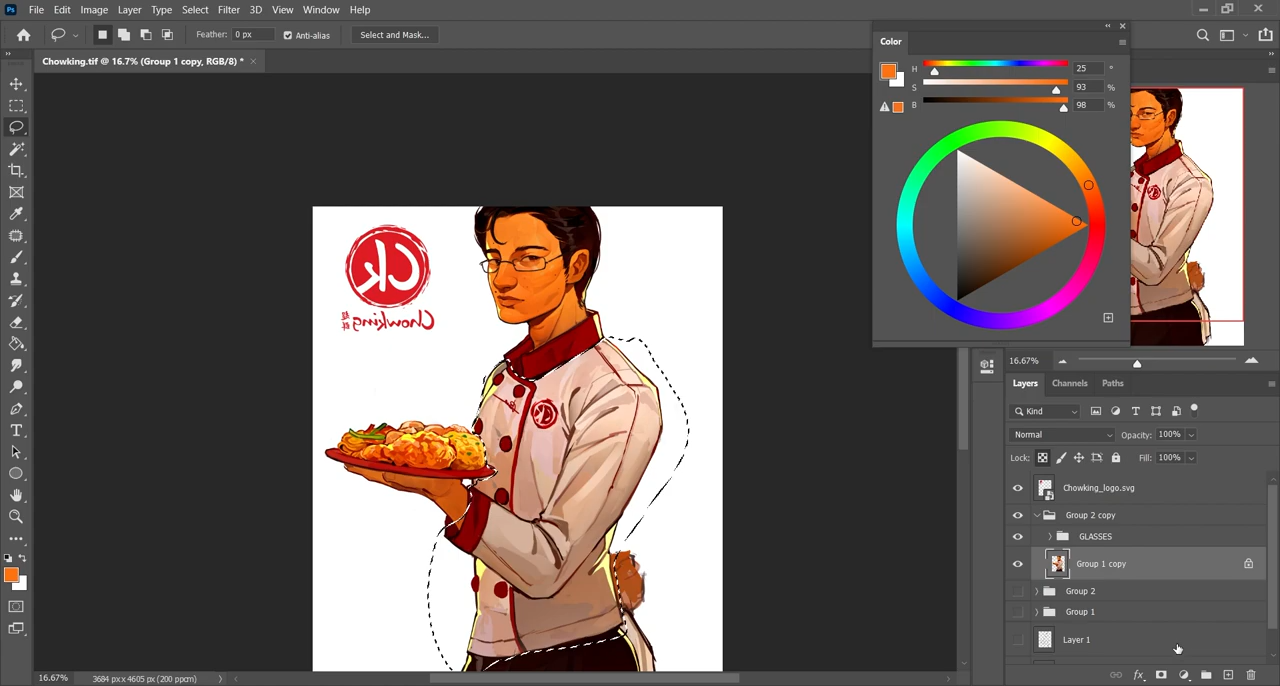 File Edit Image Layer Type Select Filter 3D View Window Help
Feather: 0 px Anti-alias Select and Mask...
Chowking.tif @ 16.7% (Group 1 copy, RGB/8) *
Color
H 25 °
S 93 %
B 98 %
Ck
Chowking
16.67%
Layers Channels Paths
Kind
Normal Opacity: 100%
Lock: Fill: 100%
Chowking_logo.svg
Group 2 copy
GLASSES
Group 1 copy
Group 2
Group 1
Layer 1
16.67% 3684 px x 4605 px (200 ppcm)